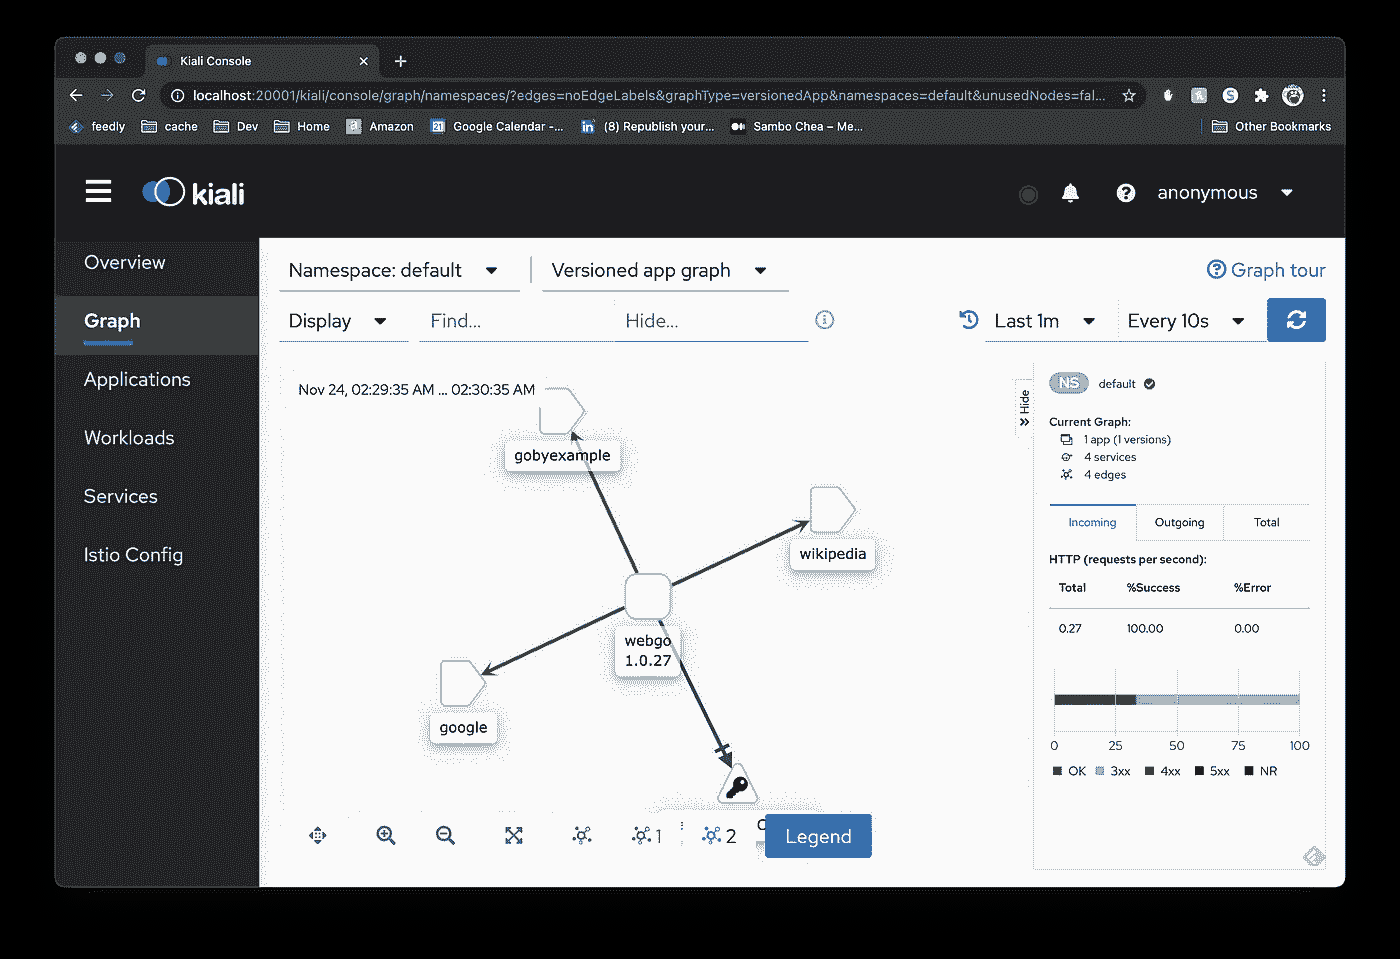 Kiali Console
localhost:20001/kiali/console/graph/namespaces/?edges=noEdgeLabels&graphType=versionedApp&namespaces=default&unusedNodes=fal...
feedly cache Dev Home Amazon 21 Google Calendar -... in (8) Republish your... Sambo Chea – Me... Other Bookmarks
kiali
anonymous
Overview
Graph
Applications
Workloads
Services
Istio Config
Namespace: default
Versioned app graph
Graph tour
Display
Find...
Hide...
Last 1m
Every 10s
Nov 24, 02:29:35 AM ... 02:30:35 AM
gobyexample
wikipedia
webgo
1.0.27
google
1
2
Legend
Hide
NS default
Current Graph:
1 app (1 versions)
4 services
4 edges
Incoming Outgoing Total
HTTP (requests per second):
Total %Success %Error
0.27 100.00 0.00
0 25 50 75 100
OK 3xx 4xx 5xx NR